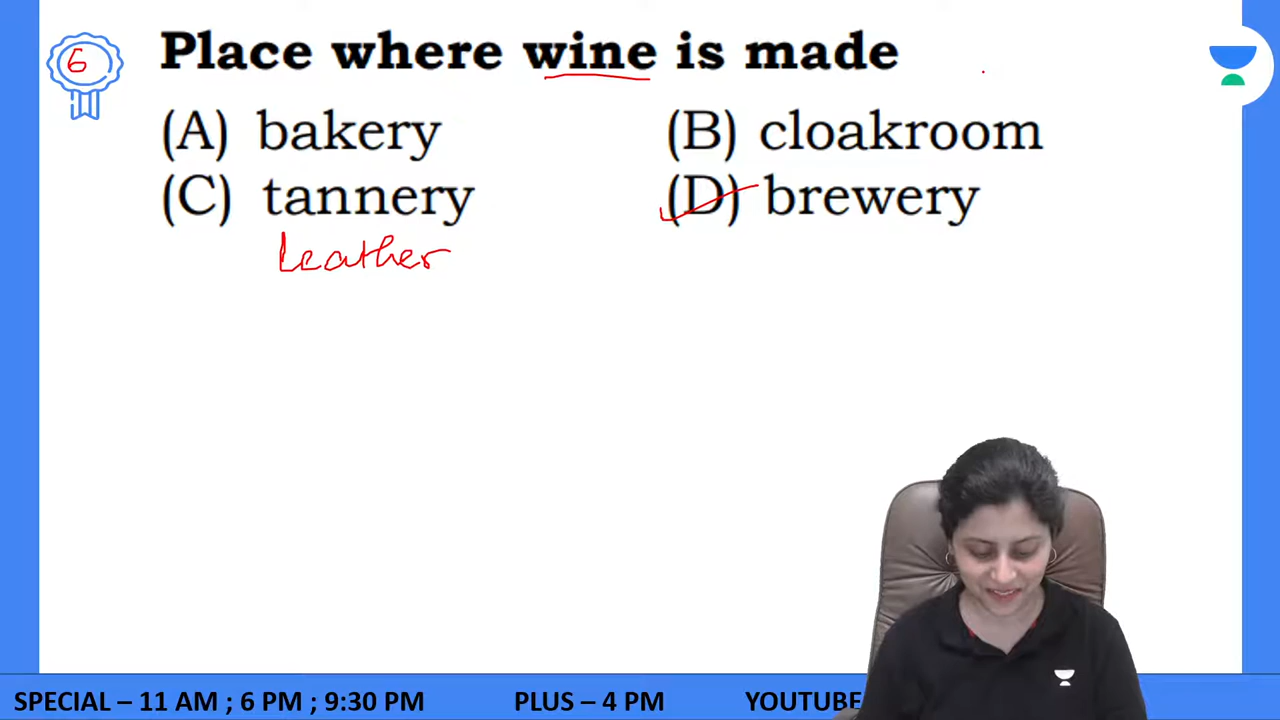 6
Place where wine is made
(A) bakery (B) cloakroom
(C) tannery (D) brewery
Leather
SPECIAL – 11 AM ; 6 PM ; 9:30 PM PLUS – 4 PM YOUTUBE